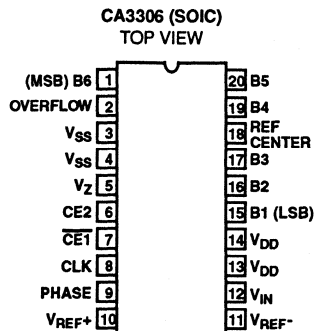 CA3306 (SOIC)
TOP VIEW
(MSB) B6 1
OVERFLOW 2
VSS 3
VSS 4
VZ 5
CE2 6
C̅E̅1̅ 7
CLK 8
PHASE 9
VREF+ 10
20 B5
19 B4
18 REF
CENTER
17 B3
16 B2
15 B1 (LSB)
14 VDD
13 VDD
12 VIN
11 VREF-